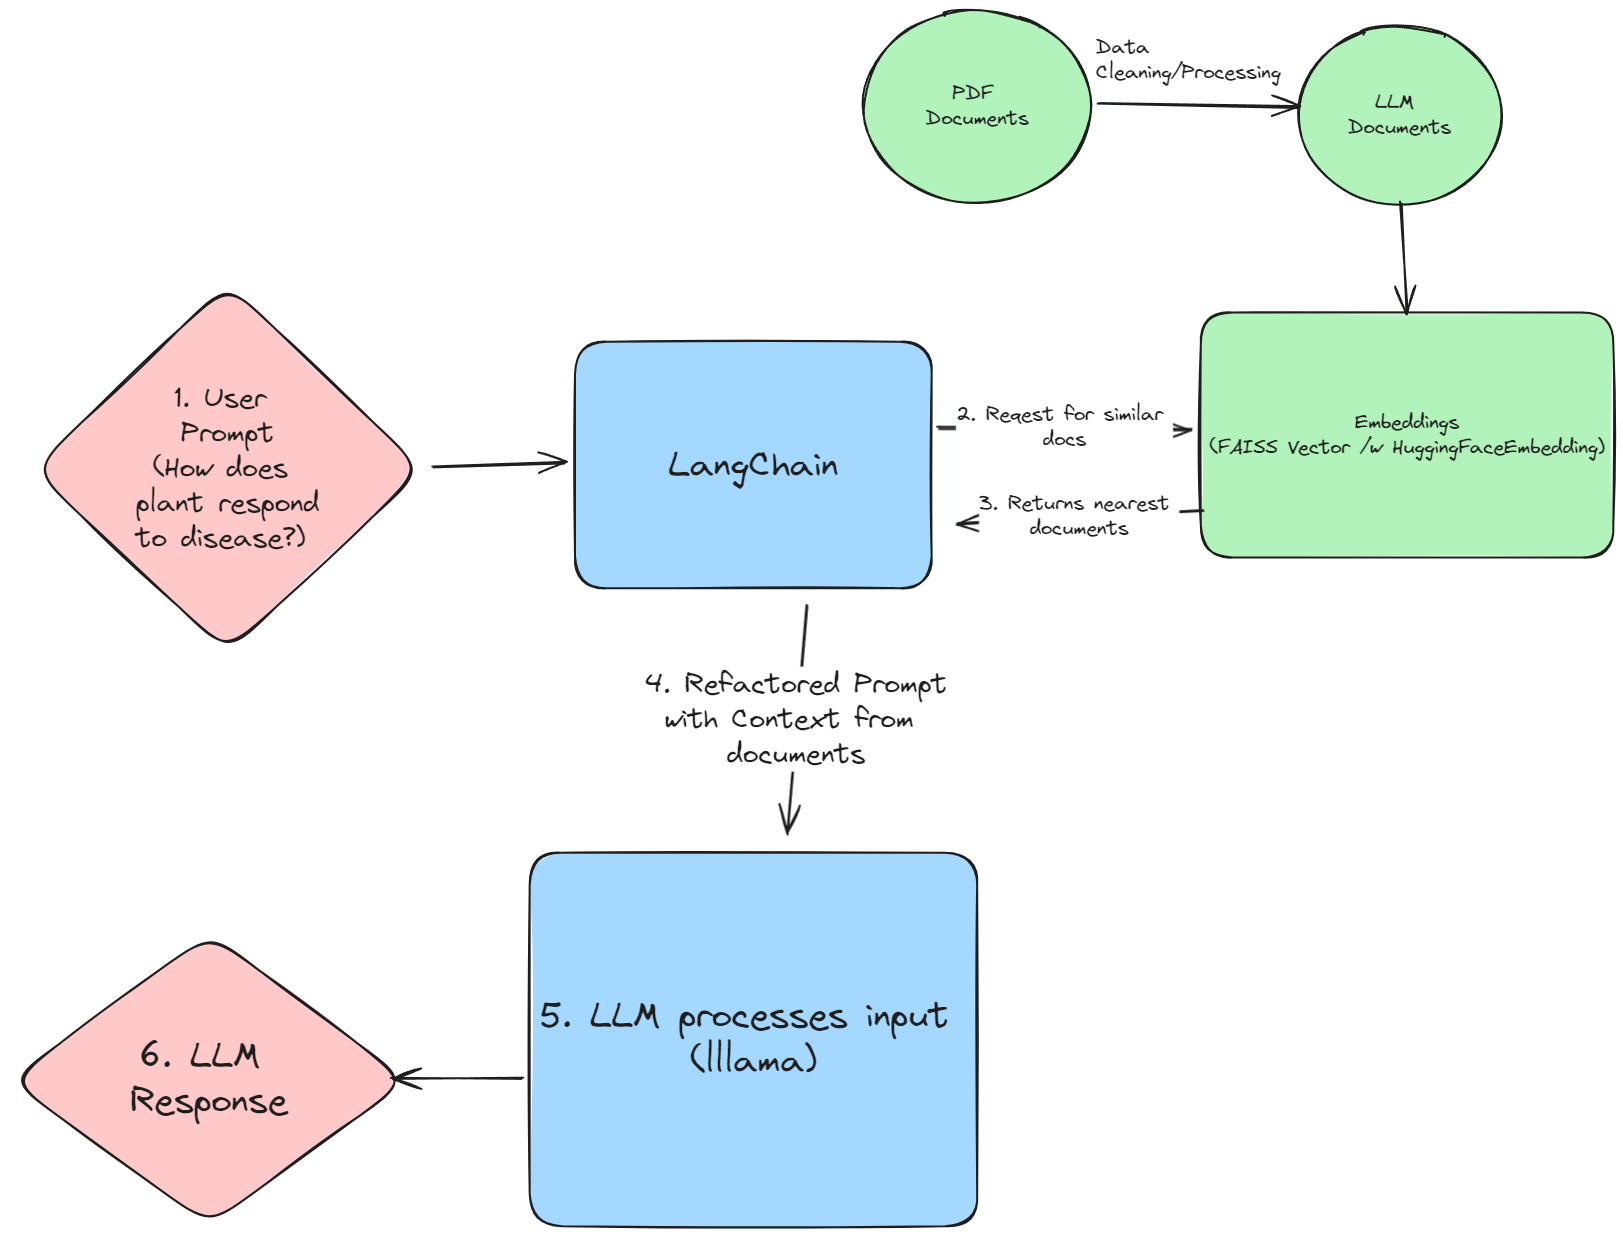 Data
Cleaning/Processing
PDF
Documents
LLM
Documents
1. User
Prompt
(How does
plant respond
to disease?)
LangChain
2. Reqest for similar
docs
Embeddings
(FAISS Vector /w HuggingFaceEmbedding)
3. Returns nearest
documents
4. Refactored Prompt
with Context from
documents
5. LLM processes input
(lllama)
6. LLM
Response